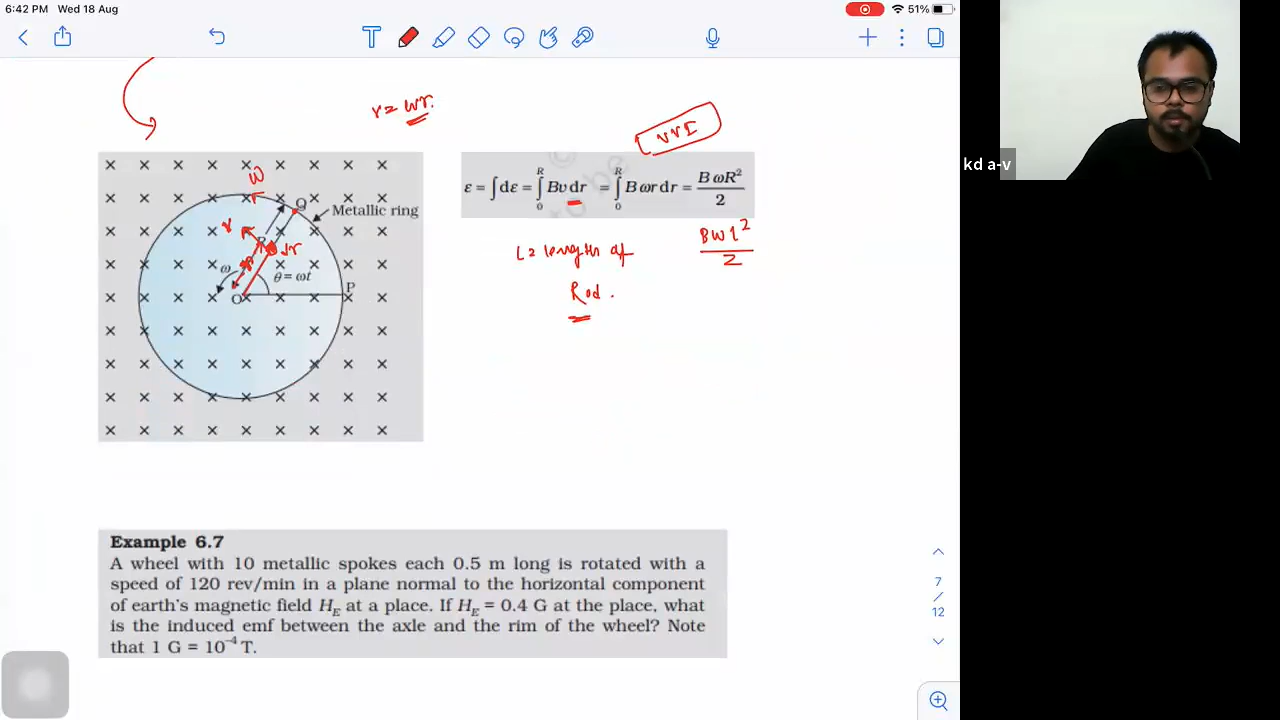 6:42 PM Wed 18 Aug
51%
v = wr.
VVI
ε = ∫dε = ∫₀ᴿ Bv dr = ∫₀ᴿ B ωr dr = B ωR²/2
w
Q
Metallic ring
v
R
dr
r
ω
θ = ωt
O
P
l = length of
Rod.
Bwl²/2
kd a-v
Example 6.7
A wheel with 10 metallic spokes each 0.5 m long is rotated with a
speed of 120 rev/min in a plane normal to the horizontal component
of earth's magnetic field H_E at a place. If H_E = 0.4 G at the place, what
is the induced emf between the axle and the rim of the wheel? Note
that 1 G = 10⁻⁴ T.
7
/
12